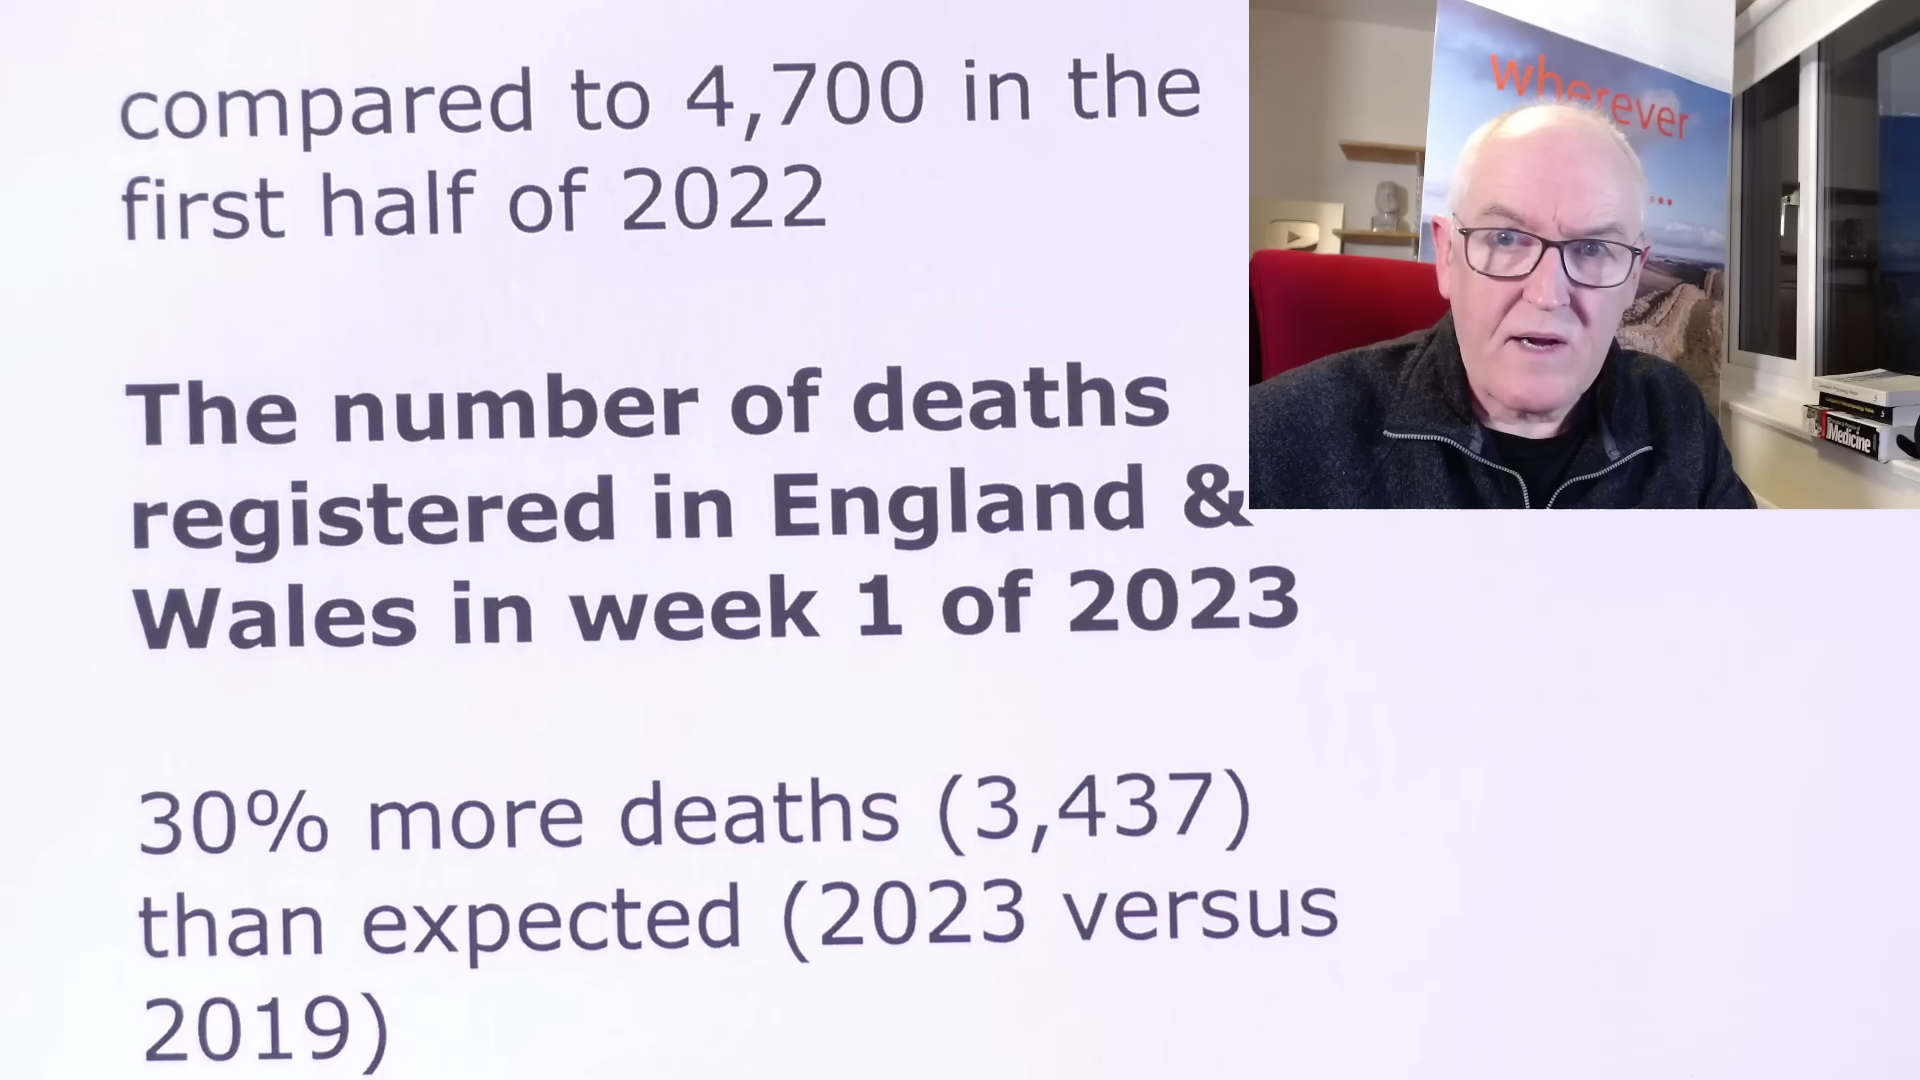 compared to 4,700 in the
first half of 2022
The number of deaths
registered in England &
Wales in week 1 of 2023
30% more deaths (3,437)
than expected (2023 versus
2019)
wherever
...
Medicine